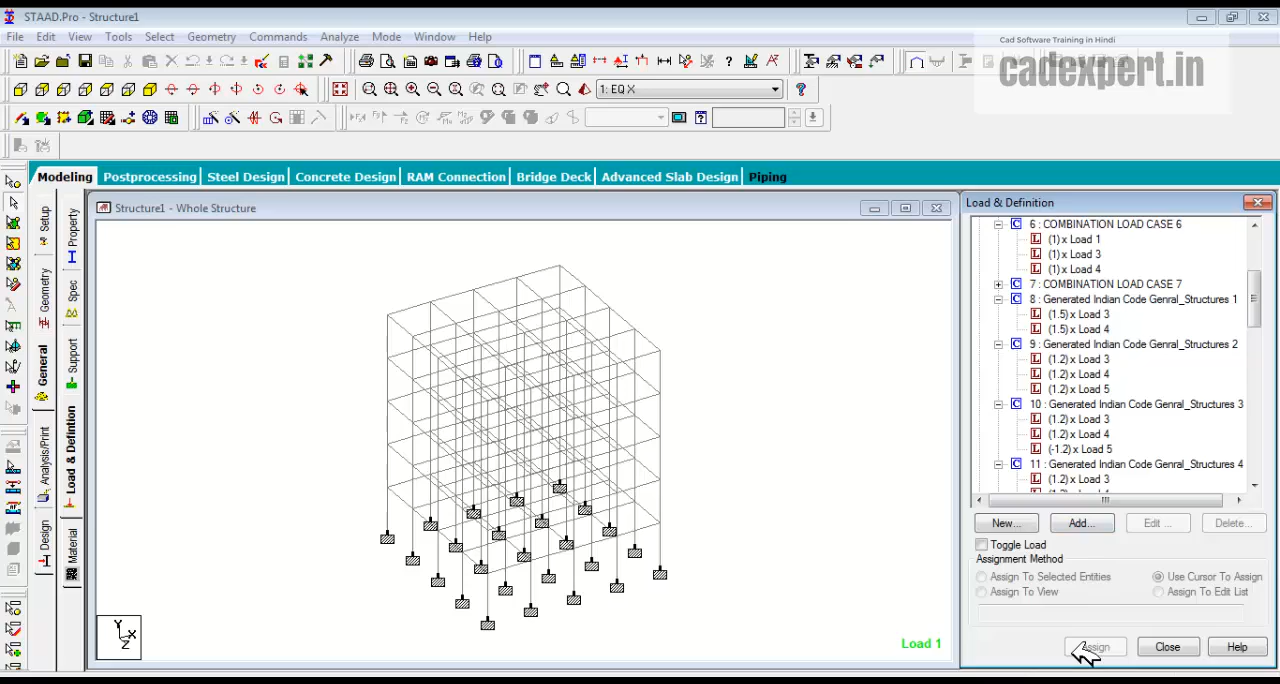 STAAD.Pro - Structure1
File Edit View Tools Select Geometry Commands Analyze Mode Window Help
Cad Software Training in Hindi
cadexpert.in
1: EQ X
Modeling Postprocessing Steel Design Concrete Design RAM Connection Bridge Deck Advanced Slab Design Piping
Structure1 - Whole Structure
Load & Definition
Setup
Geometry
General
Analysis/Print
Design
Property
Spec
Support
Load & Definition
Material
6 : COMBINATION LOAD CASE 6
(1) x Load 1
(1) x Load 3
(1) x Load 4
7 : COMBINATION LOAD CASE 7
8 : Generated Indian Code Genral_Structures 1
(1.5) x Load 3
(1.5) x Load 4
9 : Generated Indian Code Genral_Structures 2
(1.2) x Load 3
(1.2) x Load 4
(1.2) x Load 5
10 : Generated Indian Code Genral_Structures 3
(1.2) x Load 3
(1.2) x Load 4
(-1.2) x Load 5
11 : Generated Indian Code Genral_Structures 4
(1.2) x Load 3
New... Add... Edit ... Delete...
Toggle Load
Assignment Method
Assign To Selected Entities Use Cursor To Assign
Assign To View Assign To Edit List
Assign Close Help
Y
X
Z
Load 1